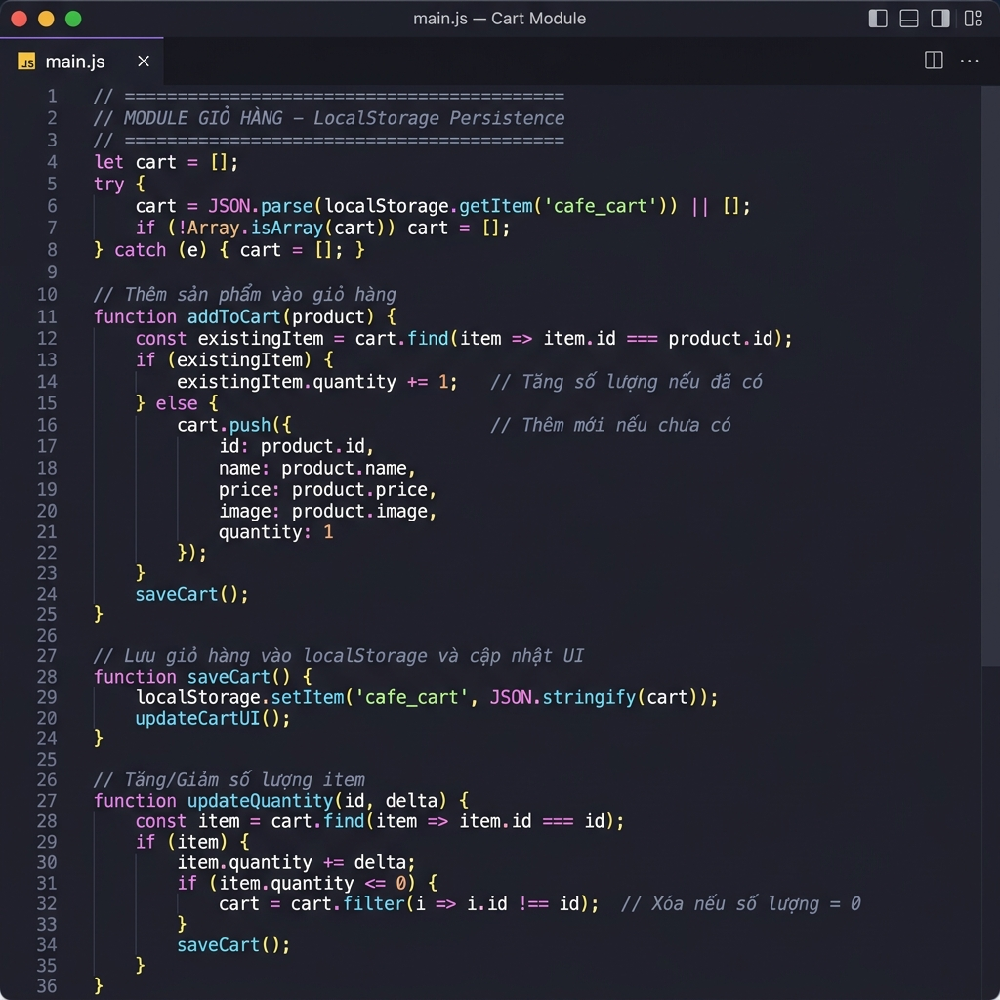 main.js — Cart Module
JS main.js ×
1 // ==========================================
2 // MODULE GIỎ HÀNG — LocalStorage Persistence
3 // ==========================================
4 let cart = [];
5 try {
6     cart = JSON.parse(localStorage.getItem('cafe_cart')) || [];
7     if (!Array.isArray(cart)) cart = [];
8 } catch (e) { cart = []; }
9
10 // Thêm sản phẩm vào giỏ hàng
11 function addToCart(product) {
12     const existingItem = cart.find(item => item.id === product.id);
13     if (existingItem) {
14         existingItem.quantity += 1;   // Tăng số lượng nếu đã có
15     } else {
16         cart.push({                   // Thêm mới nếu chưa có
17             id: product.id,
18             name: product.name,
19             price: product.price,
20             image: product.image,
21             quantity: 1
22         });
23     }
24     saveCart();
25 }
26
27 // Lưu giỏ hàng vào localStorage và cập nhật UI
28 function saveCart() {
29     localStorage.setItem('cafe_cart', JSON.stringify(cart));
20     updateCartUI();
24 }
25
26 // Tăng/Giảm số lượng item
27 function updateQuantity(id, delta) {
28     const item = cart.find(item => item.id === id);
29     if (item) {
30         item.quantity += delta;
31         if (item.quantity <= 0) {
32             cart = cart.filter(i => i.id !== id);  // Xóa nếu số lượng = 0
33         }
34         saveCart();
35     }
36 }